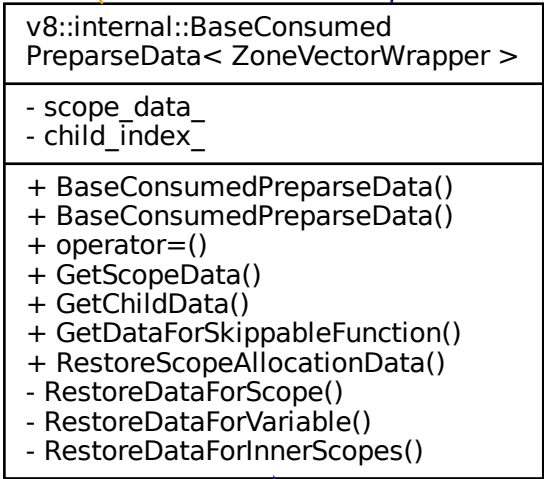 v8::internal::BaseConsumed
PreparseData< ZoneVectorWrapper >
- scope_data_
- child_index_
+ BaseConsumedPreparseData()
+ BaseConsumedPreparseData()
+ operator=()
+ GetScopeData()
+ GetChildData()
+ GetDataForSkippableFunction()
+ RestoreScopeAllocationData()
- RestoreDataForScope()
- RestoreDataForVariable()
- RestoreDataForInnerScopes()